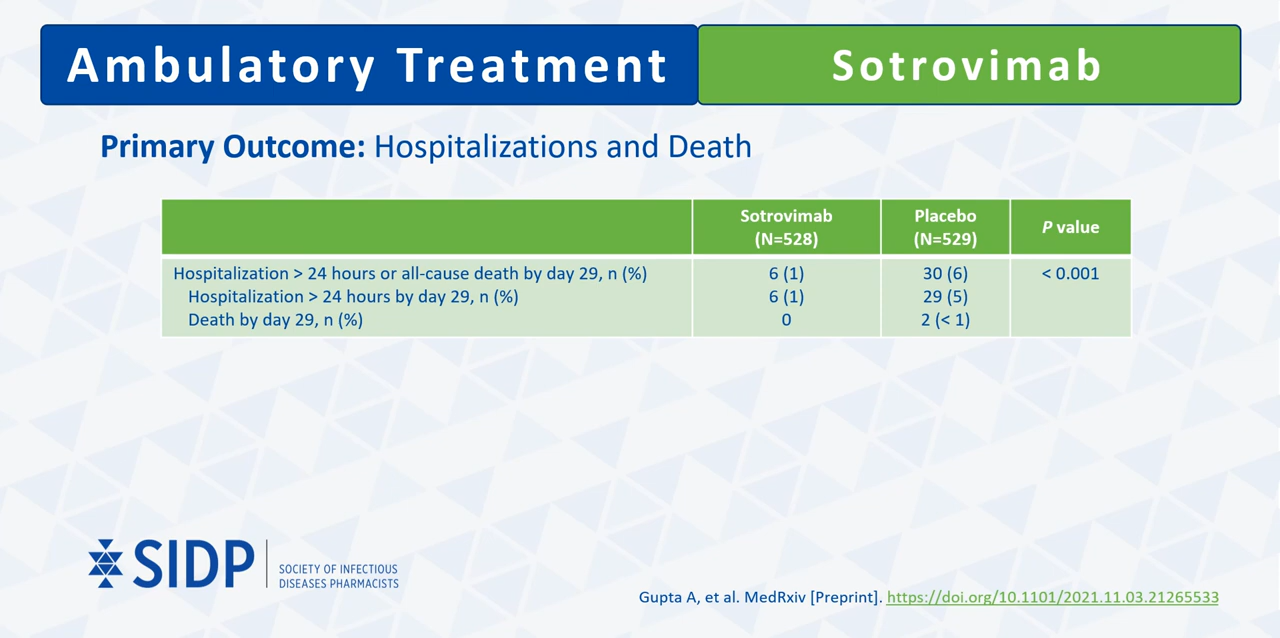 Ambulatory Treatment
Sotrovimab
Primary Outcome: Hospitalizations and Death
Sotrovimab (N=528) Placebo (N=529) P value
Hospitalization > 24 hours or all-cause death by day 29, n (%) 6 (1) 30 (6) < 0.001
Hospitalization > 24 hours by day 29, n (%) 6 (1) 29 (5)
Death by day 29, n (%) 0 2 (< 1)
SIDP
SOCIETY OF INFECTIOUS
DISEASES PHARMACISTS
Gupta A, et al. MedRxiv [Preprint]. https://doi.org/10.1101/2021.11.03.21265533